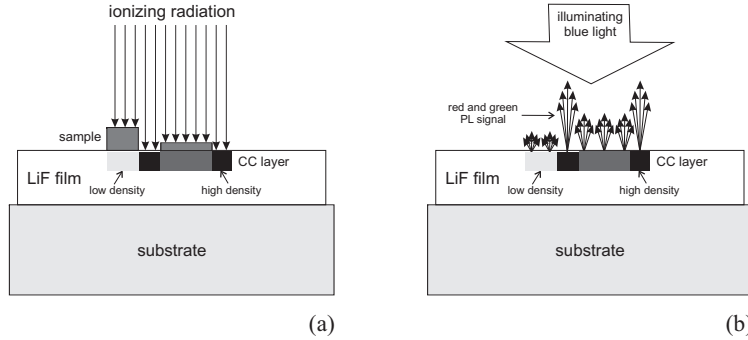 ionizing radiation
sample
CC layer
LiF film
low density
high density
substrate
(a)
illuminating
blue light
red and green
PL signal
CC layer
LiF film
low density
high density
substrate
(b)